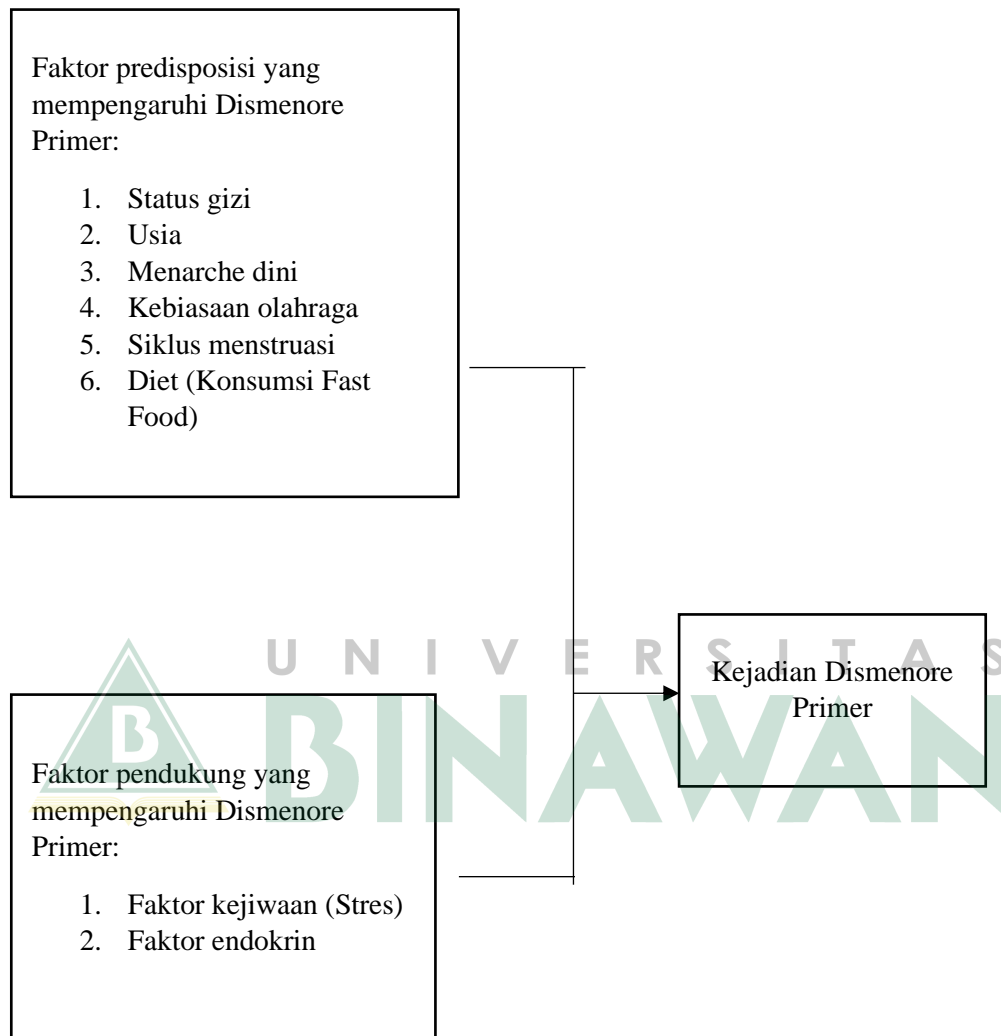 Faktor predisposisi yang
mempengaruhi Dismenore
Primer:
1. Status gizi
2. Usia
3. Menarche dini
4. Kebiasaan olahraga
5. Siklus menstruasi
6. Diet (Konsumsi Fast
Food)
UNIVERSITAS
B
BINAWAN
Kejadian Dismenore
Primer
Faktor pendukung yang
mempengaruhi Dismenore
Primer:
1. Faktor kejiwaan (Stres)
2. Faktor endokrin